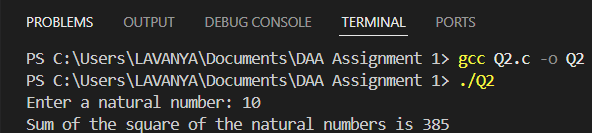 PROBLEMS OUTPUT DEBUG CONSOLE TERMINAL PORTS
PS C:\Users\LAVANYA\Documents\DAA Assignment 1> gcc Q2.c -o Q2
PS C:\Users\LAVANYA\Documents\DAA Assignment 1> ./Q2
Enter a natural number: 10
Sum of the square of the natural numbers is 385